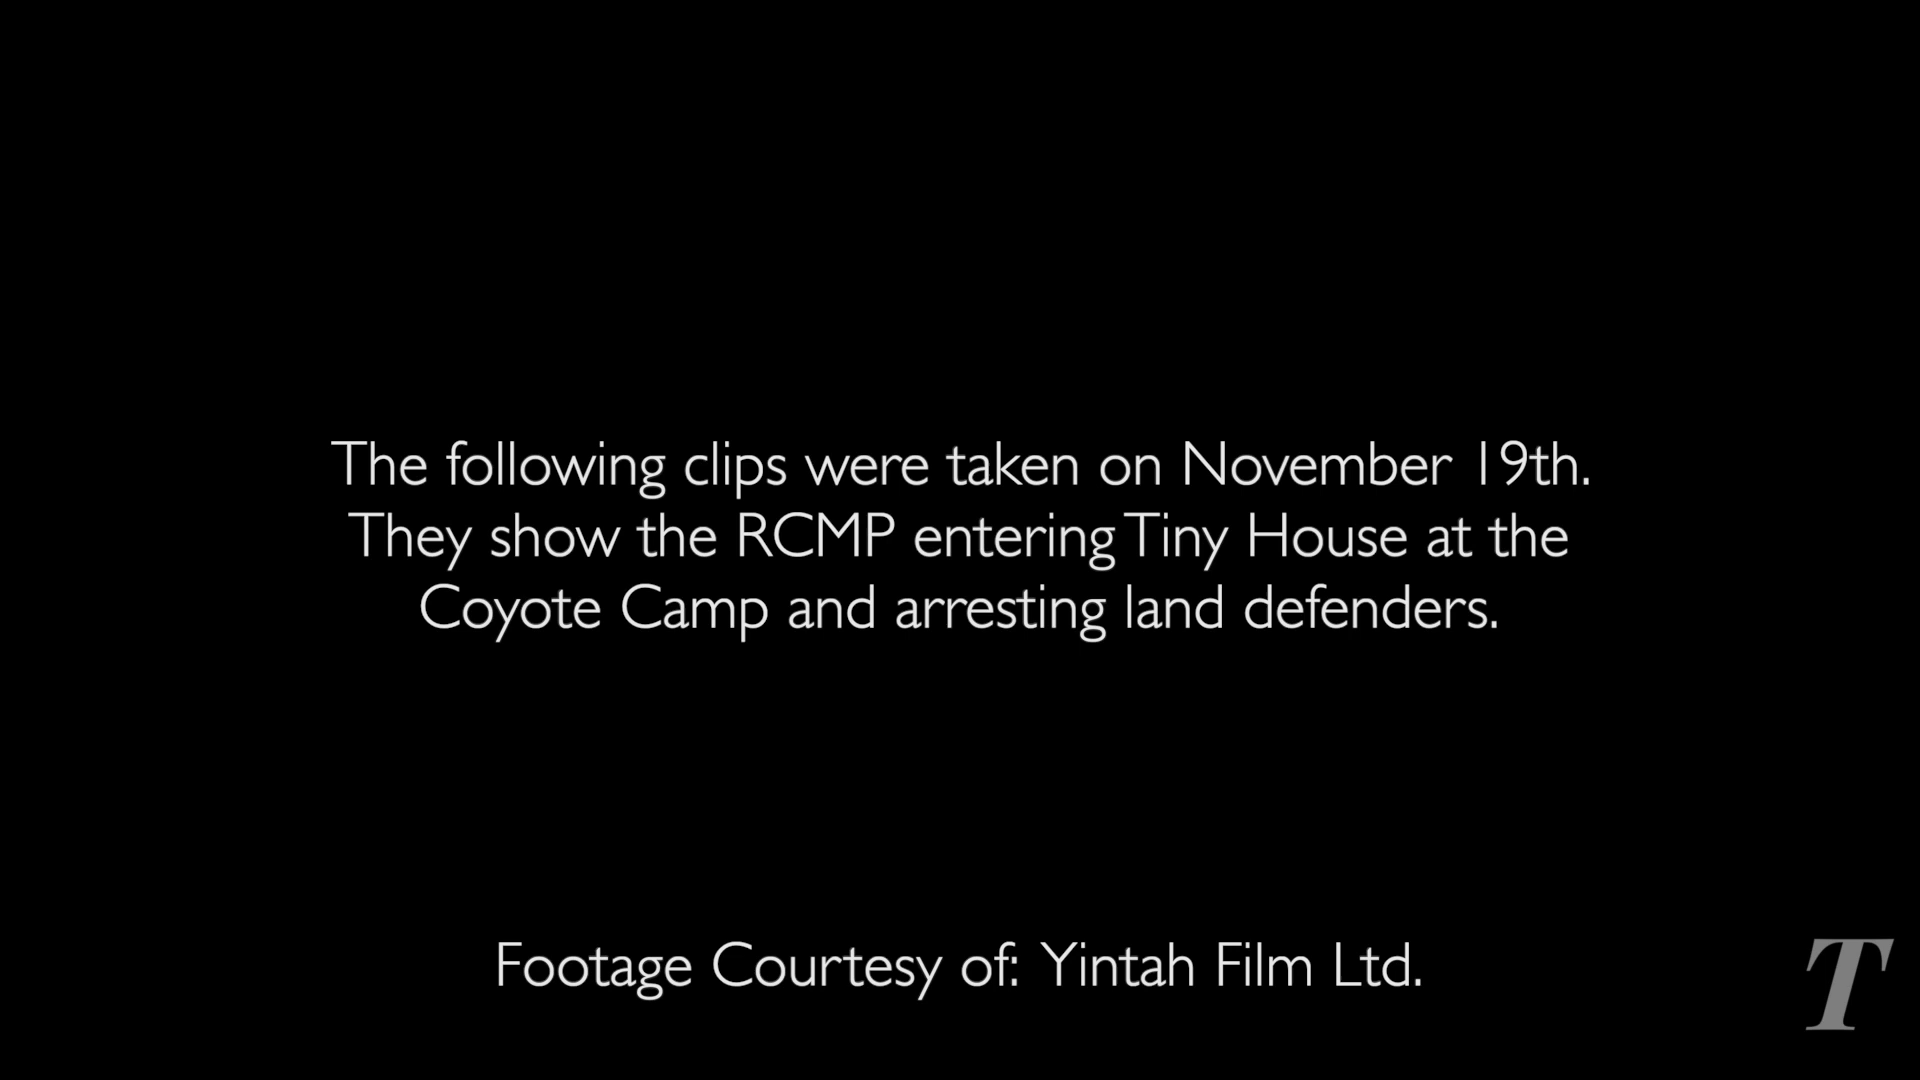 The following clips were taken on November 19th.
They show the RCMP entering Tiny House at the
Coyote Camp and arresting land defenders.
Footage Courtesy of: Yintah Film Ltd.
T